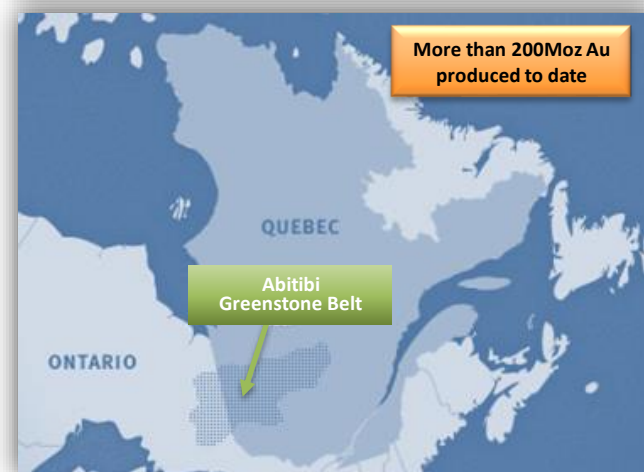 More than 200Moz Au
produced to date
QUEBEC
Abitibi
Greenstone Belt
ONTARIO